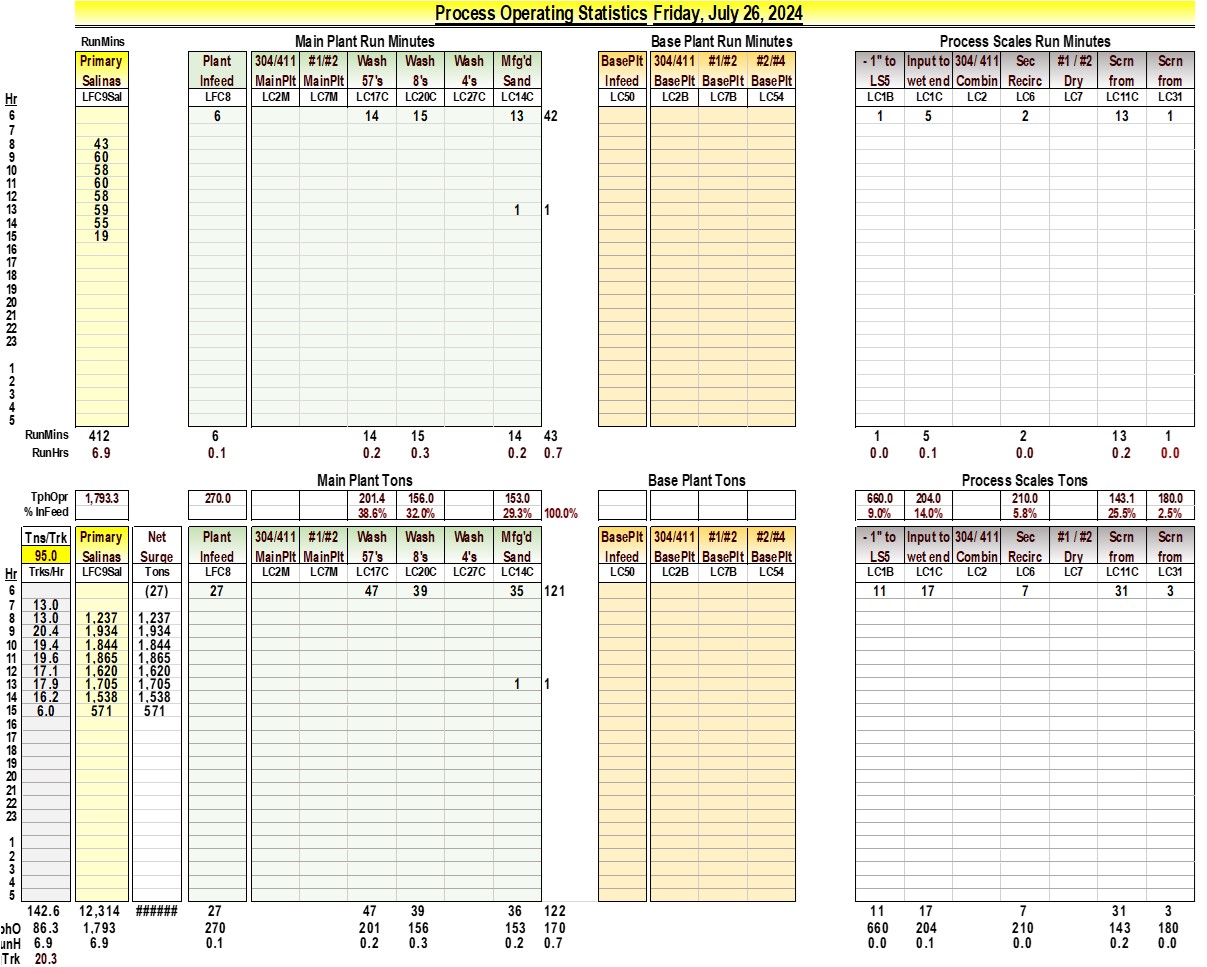 Process Operating Statistics Friday, July 26, 2024
RunMins Main Plant Run Minutes Base Plant Run Minutes Process Scales Run Minutes
Primary Plant 304/411 #1/#2 Wash Wash Wash Mfg'd BasePlt 304/411 #1/#2 #2/#4 - 1" to Input to 304/ 411 Sec #1 / #2 Scrn Scrn
Salinas Infeed MainPlt MainPlt 57's 8's 4's Sand Infeed BasePlt BasePlt BasePlt LS5 wet end Combin Recirc Dry from from
Hr LFC9Sal LFC8 LC2M LC7M LC17C LC20C LC27C LC14C LC50 LC2B LC7B LC54 LC1B LC1C LC2 LC6 LC7 LC11C LC31
6 6 14 15 13 42 1 5 2 13 1
7
8 43
9 60
10 58
11 60
12 58
13 59 1 1
14 55
15 19
16
17
18
19
20
21
22
23
1
2
3
4
5
RunMins 412 6 14 15 14 43 1 5 2 13 1
RunHrs 6.9 0.1 0.2 0.3 0.2 0.7 0.0 0.1 0.0 0.2 0.0
Main Plant Tons Base Plant Tons Process Scales Tons
TphOpr 1,793.3 270.0 201.4 156.0 153.0 660.0 204.0 210.0 143.1 180.0
% InFeed 38.6% 32.0% 29.3% 100.0% 9.0% 14.0% 5.8% 25.5% 2.5%
Tns/Trk Primary Net Plant 304/411 #1/#2 Wash Wash Wash Mfg'd BasePlt 304/411 #1/#2 #2/#4 - 1" to Input to 304/ 411 Sec #1 / #2 Scrn Scrn
95.0 Salinas Surge Infeed MainPlt MainPlt 57's 8's 4's Sand Infeed BasePlt BasePlt BasePlt LS5 wet end Combin Recirc Dry from from
Hr Trks/Hr LFC9Sal Tons LFC8 LC2M LC7M LC17C LC20C LC27C LC14C LC50 LC2B LC7B LC54 LC1B LC1C LC2 LC6 LC7 LC11C LC31
6 (27) 27 47 39 35 121 11 17 7 31 3
7 13.0
8 13.0 1,237 1,237
9 20.4 1,934 1,934
10 19.4 1,844 1,844
11 19.6 1,865 1,865
12 17.1 1,620 1,620
13 17.9 1,705 1,705 1 1
14 16.2 1,538 1,538
15 6.0 571 571
16
17
18
19
20
21
22
23
1
2
3
4
5
142.6 12,314 ###### 27 47 39 36 122 11 17 7 31 3
phO 86.3 1,793 270 201 156 153 170 660 204 210 143 180
unH 6.9 6.9 0.1 0.2 0.3 0.2 0.7 0.0 0.1 0.0 0.2 0.0
Trk 20.3